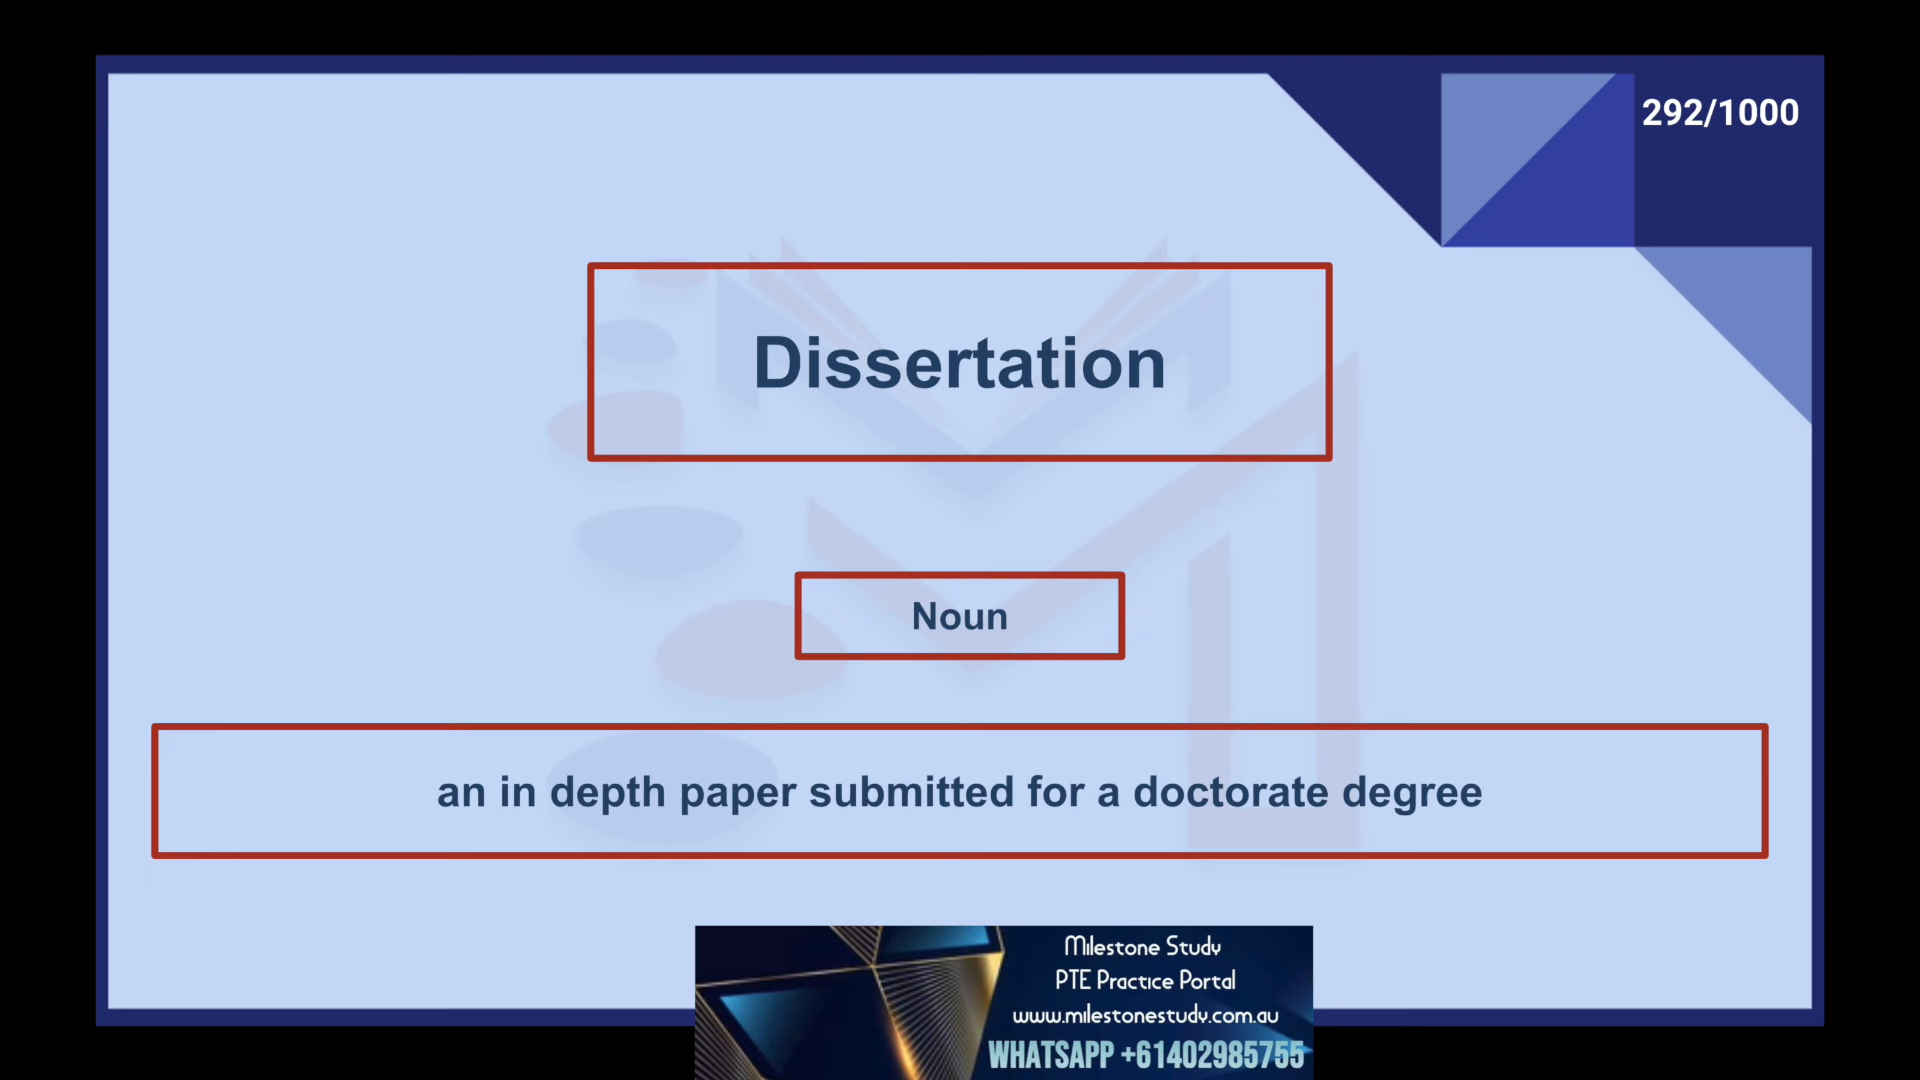 292/1000
Dissertation
Noun
an in depth paper submitted for a doctorate degree
Milestone Study
PTE Practice Portal
www.milestonestudy.com.au
WHATSAPP +61402985755